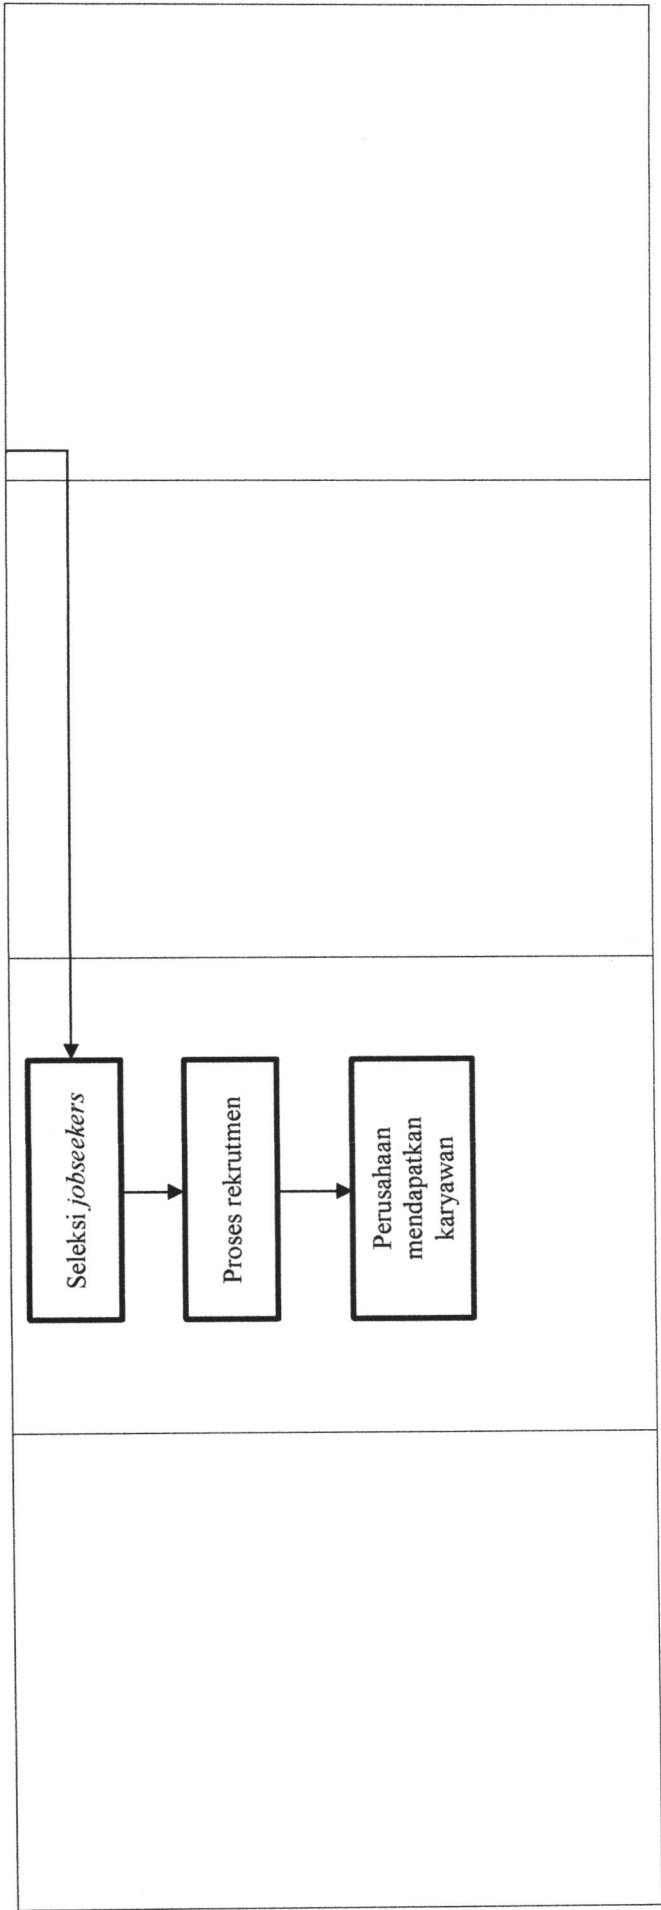 Seleksi jobseekers
Proses rekrutmen
Perusahaan
mendapatkan
karyawan